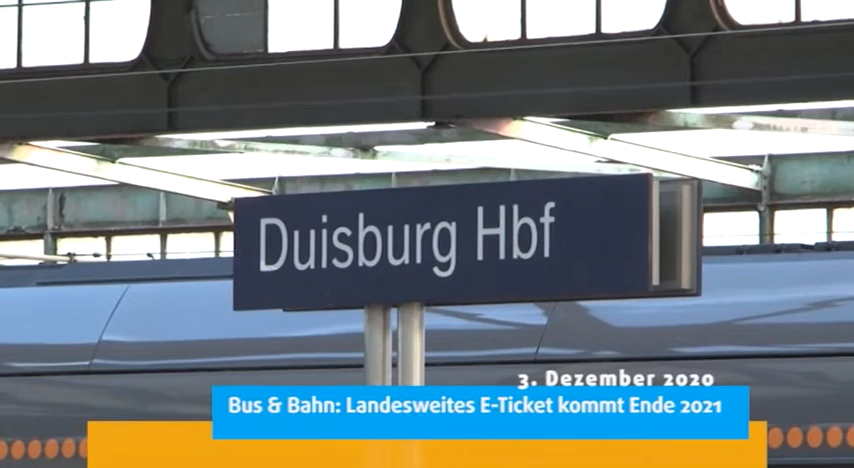 Duisburg Hbf
3. Dezember 2020
Bus & Bahn: Landesweites E-Ticket kommt Ende 2021